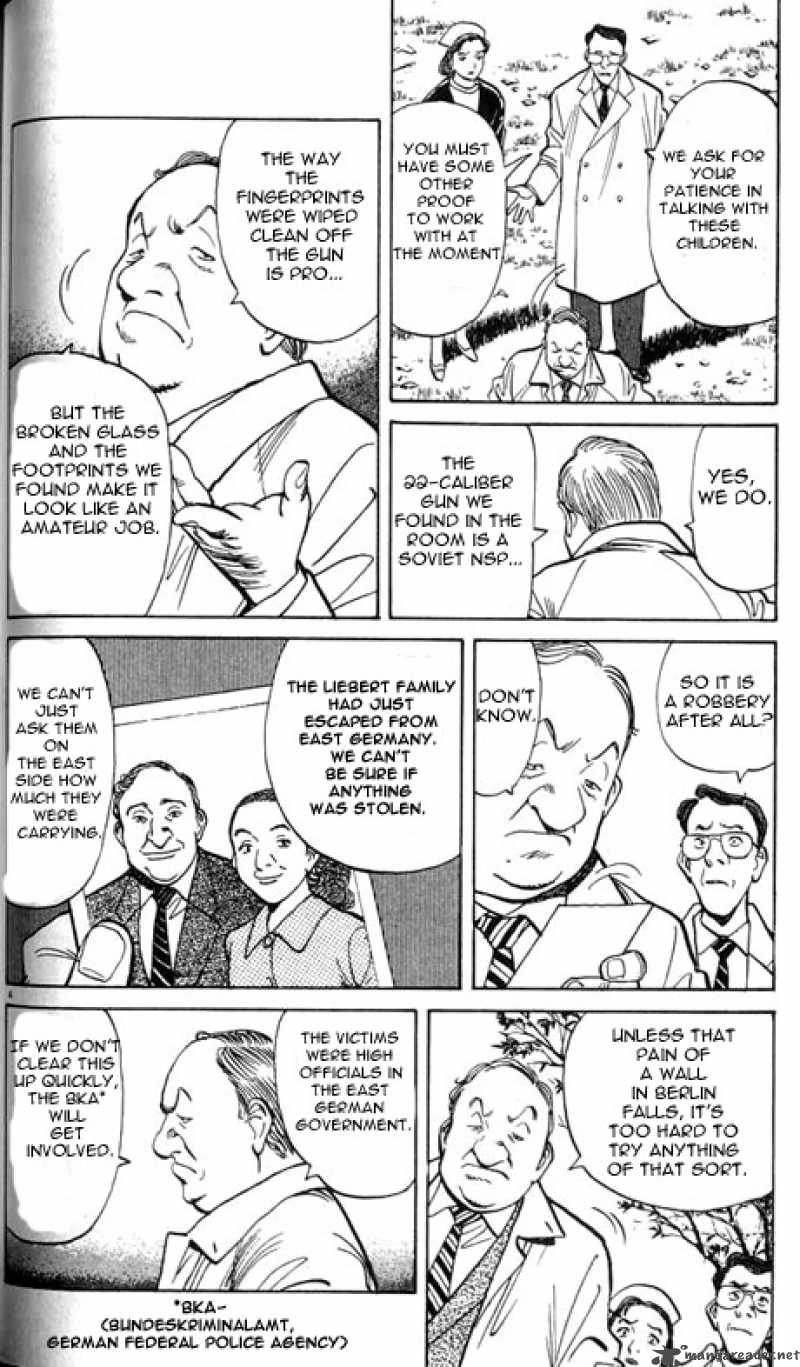 WE ASK FOR
YOUR
PATIENCE IN
TALKING WITH
THESE
CHILDREN.
YOU MUST
HAVE SOME
OTHER
PROOF
TO WORK
WITH AT
THE MOMENT.
YES,
WE DO.
THE
22-CALIBER
GUN WE
FOUND IN THE
ROOM IS A
SOVIET NSP...
THE WAY
THE
FINGERPRINTS
WERE WIPED
CLEAN OFF
THE GUN
IS PRO...
BUT THE
BROKEN GLASS
AND THE
FOOTPRINTS WE
FOUND MAKE IT
LOOK LIKE AN
AMATEUR JOB.
SO IT IS
A ROBBERY
AFTER ALL?
DON'T
KNOW.
THE LIEBERT FAMILY
HAD JUST
ESCAPED FROM
EAST GERMANY.
WE CAN'T
BE SURE IF
ANYTHING
WAS STOLEN.
WE CAN'T
JUST
ASK THEM
ON
THE EAST
SIDE HOW
MUCH THEY
WERE
CARRYING.
4
UNLESS THAT
PAIN OF
A WALL
IN BERLIN
FALLS, IT'S
TOO HARD TO
TRY ANYTHING
OF THAT SORT.
THE VICTIMS
WERE HIGH
OFFICIALS IN
THE EAST
GERMAN
GOVERNMENT.
IF WE DON'T
CLEAR THIS
UP QUICKLY,
THE BKA*
WILL
GET
INVOLVED.
*BKA-
(BUNDESKRIMINALAMT,
GERMAN FEDERAL POLICE AGENCY)
mangareader.net